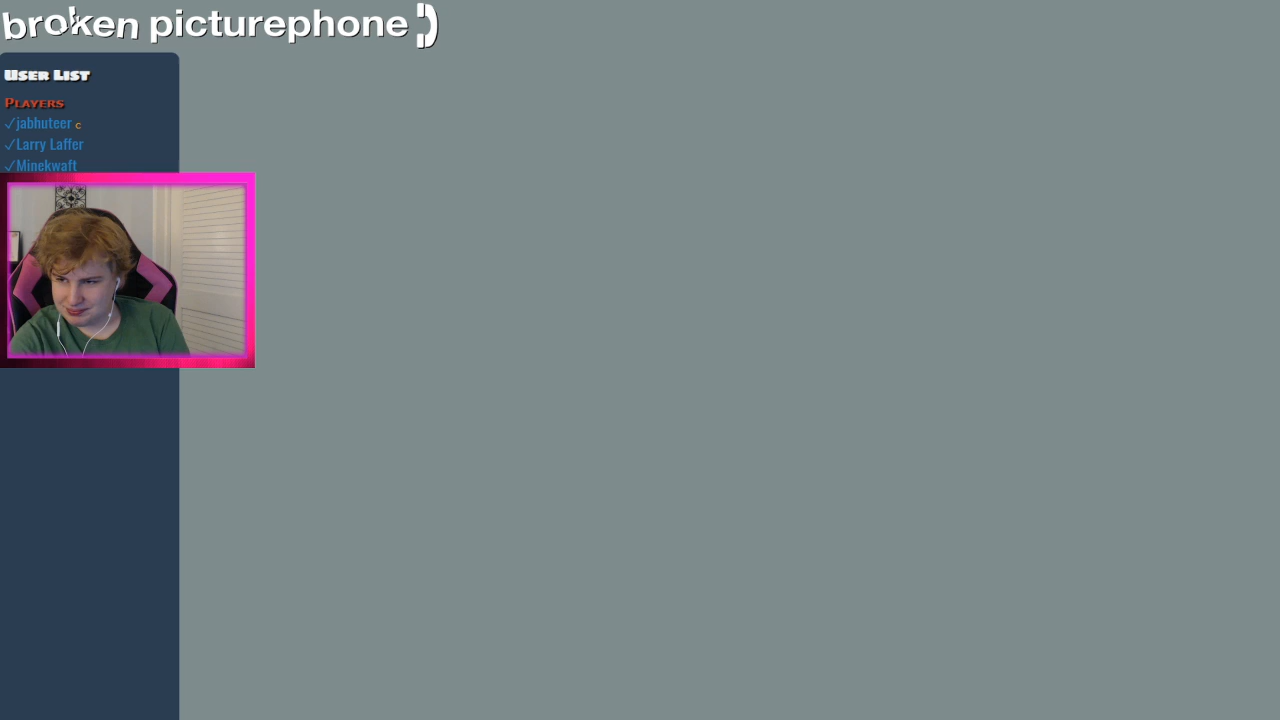 broken picturephone
User List
Players
✓jabhuteer c
✓Larry Laffer
✓Minekwaft